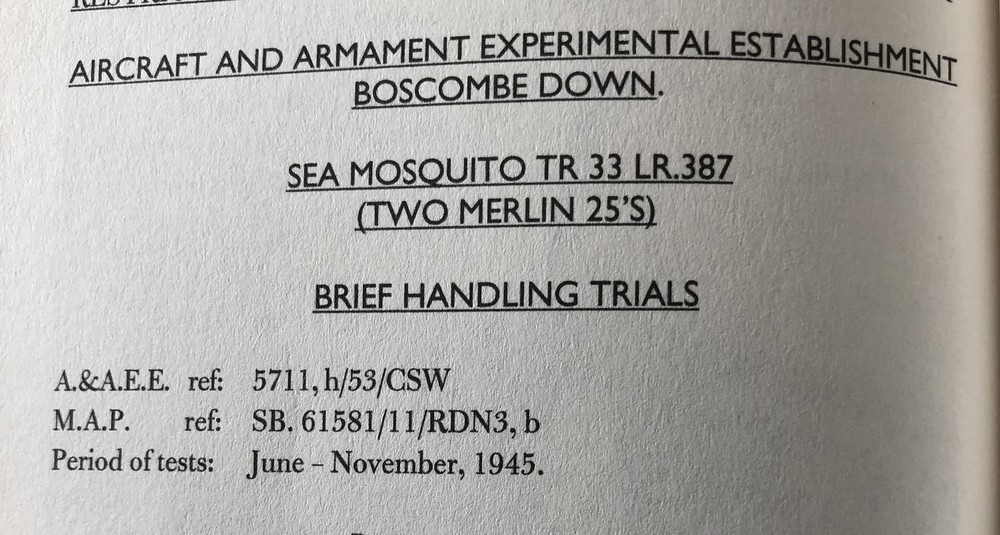 AIRCRAFT AND ARMAMENT EXPERIMENTAL ESTABLISHMENT
BOSCOMBE DOWN.
SEA MOSQUITO TR 33 LR.387
(TWO MERLIN 25'S)
BRIEF HANDLING TRIALS
A.&A.E.E. ref: 5711, h/53/CSW
M.A.P. ref: SB. 61581/11/RDN3, b
Period of tests: June – November, 1945.